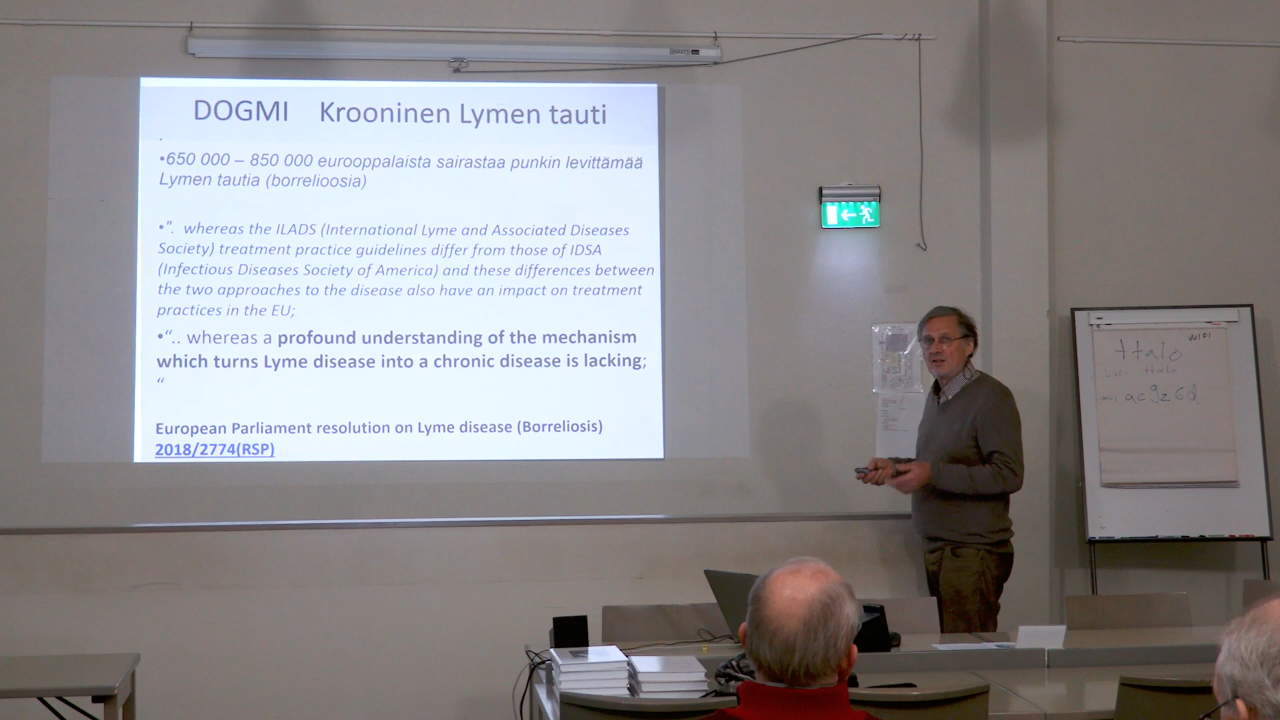 DOGMI Krooninen Lymen tauti
•650 000 – 850 000 eurooppalaista sairastaa punkin levittämää
Lymen tautia (borrelioosia)
•". whereas the ILADS (International Lyme and Associated Diseases
Society) treatment practice guidelines differ from those of IDSA
(Infectious Diseases Society of America) and these differences between
the two approaches to the disease also have an impact on treatment
practices in the EU;
•“.. whereas a profound understanding of the mechanism
which turns Lyme disease into a chronic disease is lacking;
“
European Parliament resolution on Lyme disease (Borreliosis)
2018/2774(RSP)
WIFI